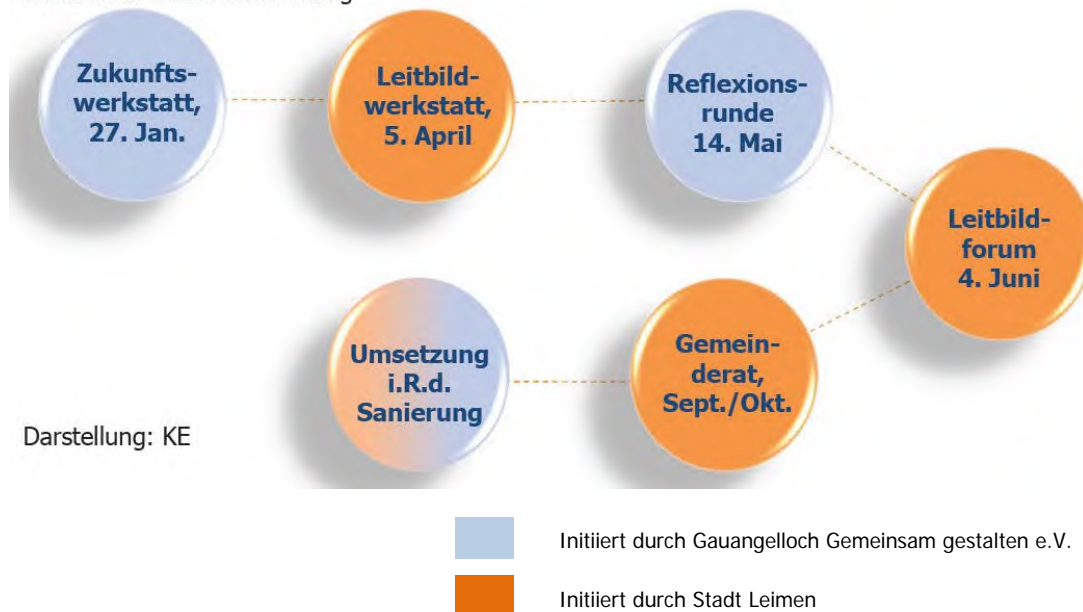 Zukunfts-
werkstatt,
27. Jan.
Leitbild-
werkstatt,
5. April
Reflexions-
runde
14. Mai
Leitbild-
forum
4. Juni
Gemein-
derat,
Sept./Okt.
Umsetzung
i.R.d.
Sanierung
Darstellung: KE
Initiiert durch Gauangelloch Gemeinsam gestalten e.V.
Initiiert durch Stadt Leimen